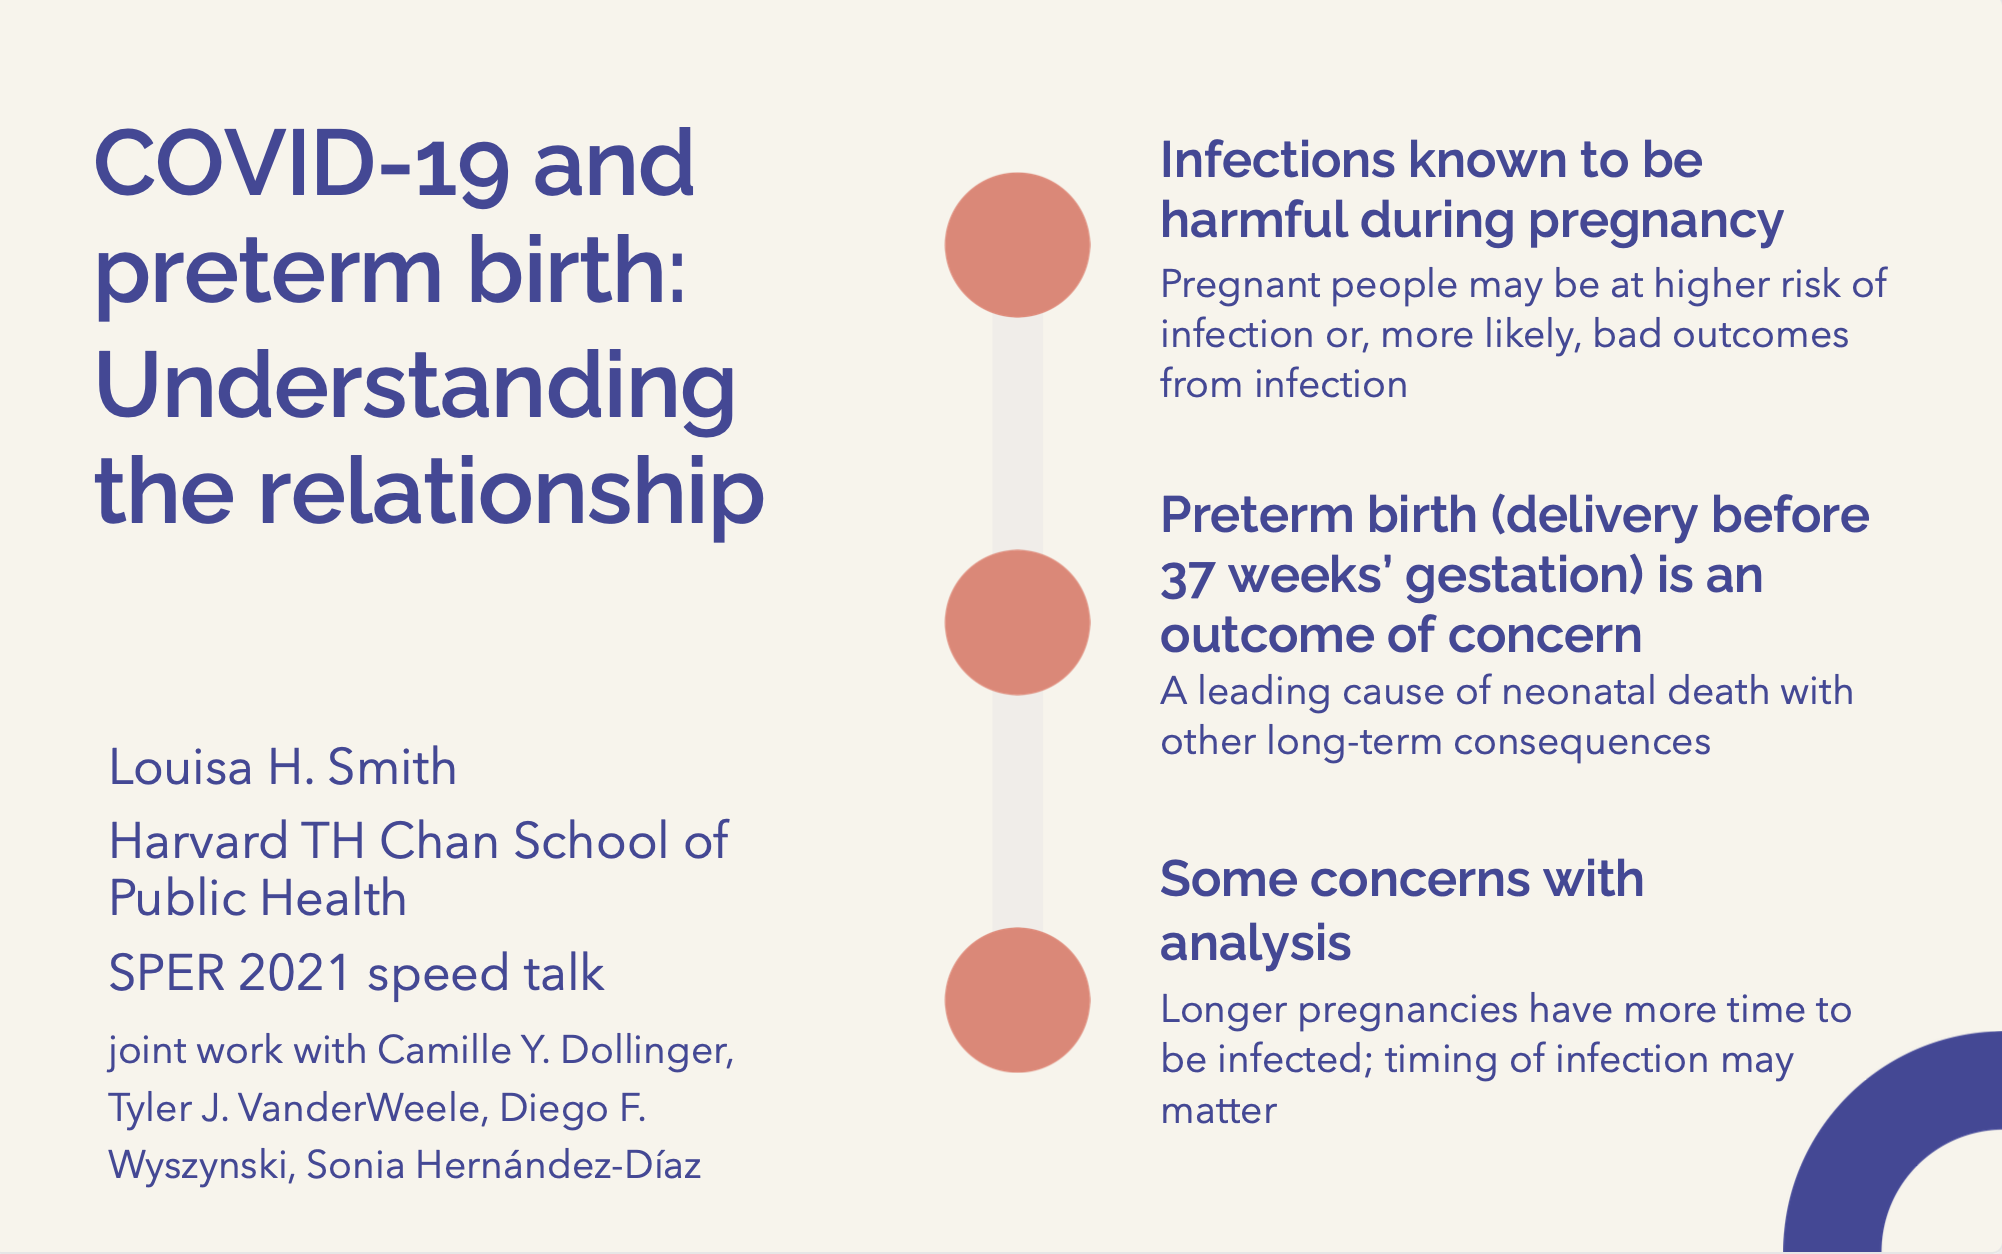 COVID-19 and
preterm birth:
Understanding
the relationship
Louisa H. Smith
Harvard TH Chan School of
Public Health
SPER 2021 speed talk
joint work with Camille Y. Dollinger,
Tyler J. VanderWeele, Diego F.
Wyszynski, Sonia Hernández-Díaz
Infections known to be
harmful during pregnancy
Pregnant people may be at higher risk of
infection or, more likely, bad outcomes
from infection
Preterm birth (delivery before
37 weeks’ gestation) is an
outcome of concern
A leading cause of neonatal death with
other long-term consequences
Some concerns with
analysis
Longer pregnancies have more time to
be infected; timing of infection may
matter